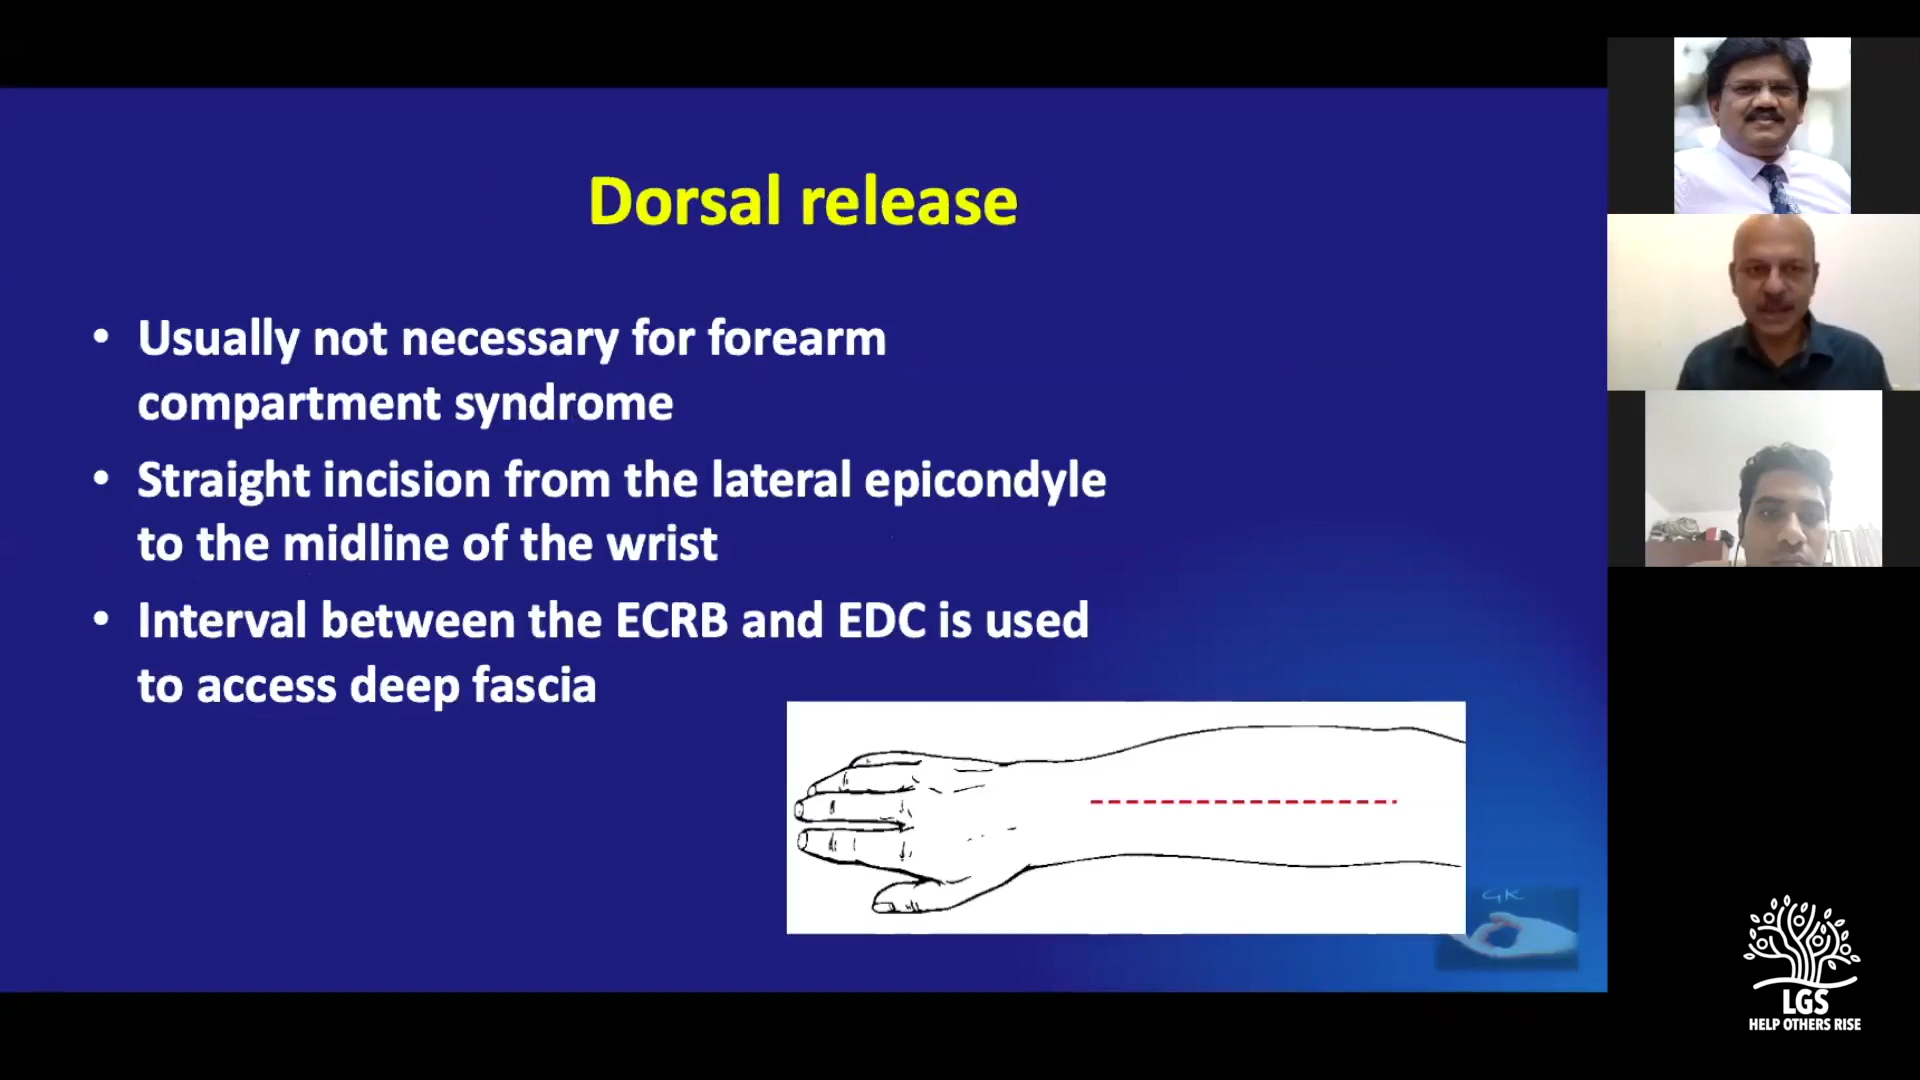 Dorsal release
• Usually not necessary for forearm
compartment syndrome
• Straight incision from the lateral epicondyle
to the midline of the wrist
• Interval between the ECRB and EDC is used
to access deep fascia
GK
LGS
HELP OTHERS RISE